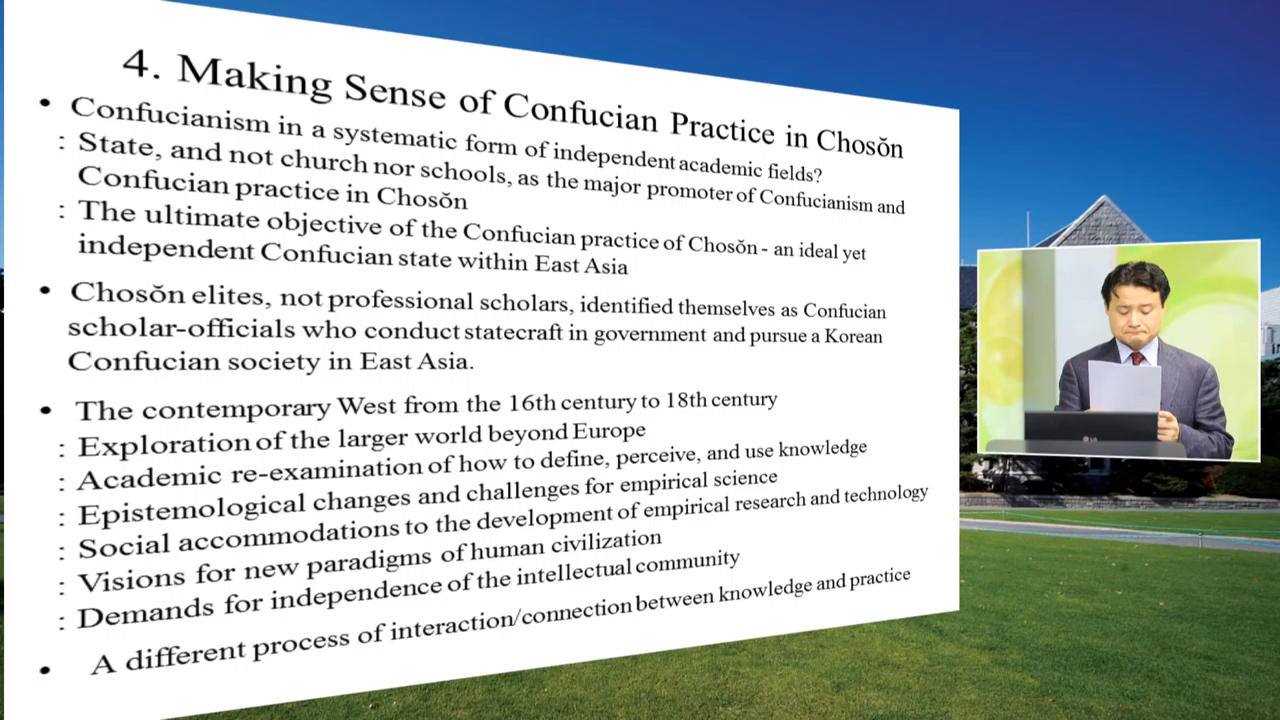 4. Making Sense of Confucian Practice in Chosŏn
• Confucianism in a systematic form of independent academic fields?
: State, and not church nor schools, as the major promoter of Confucianism and
Confucian practice in Chosŏn
: The ultimate objective of the Confucian practice of Chosŏn - an ideal yet
independent Confucian state within East Asia
• Chosŏn elites, not professional scholars, identified themselves as Confucian
scholar-officials who conduct statecraft in government and pursue a Korean
Confucian society in East Asia.
• The contemporary West from the 16th century to 18th century
: Exploration of the larger world beyond Europe
: Academic re-examination of how to define, perceive, and use knowledge
: Epistemological changes and challenges for empirical science
: Social accommodations to the development of empirical research and technology
: Visions for new paradigms of human civilization
: Demands for independence of the intellectual community
• A different process of interaction/connection between knowledge and practice
LG